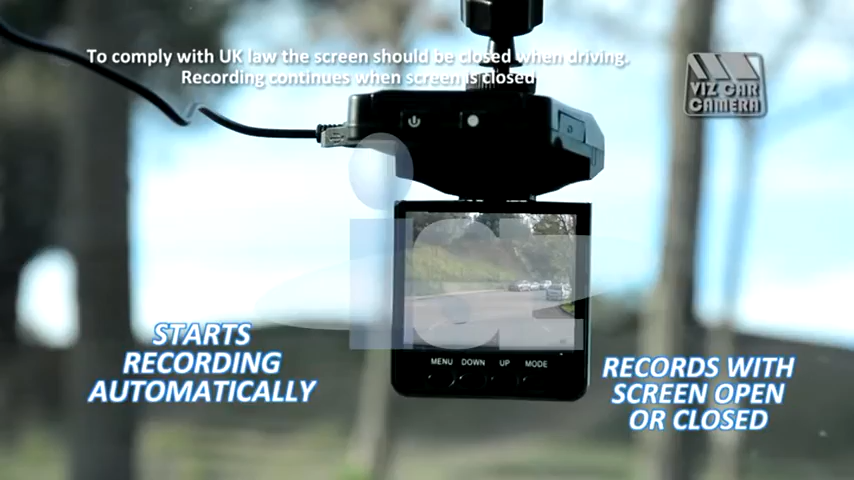 To comply with UK law the screen should be closed when driving.
Recording continues when screen is closed
VIZ CAR
CAMERA
ist
STARTS
RECORDING
AUTOMATICALLY
MENU DOWN UP MODE
RECORDS WITH
SCREEN OPEN
OR CLOSED